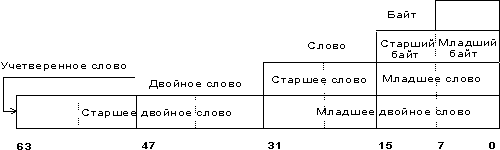 Байт
Слово
Старший байт
Младший байт
Учетверенное слово
Двойное слово
Старшее слово
Младшее слово
Старшее двойное слово
Младшее двойное слово
63 47 31 15 7 0